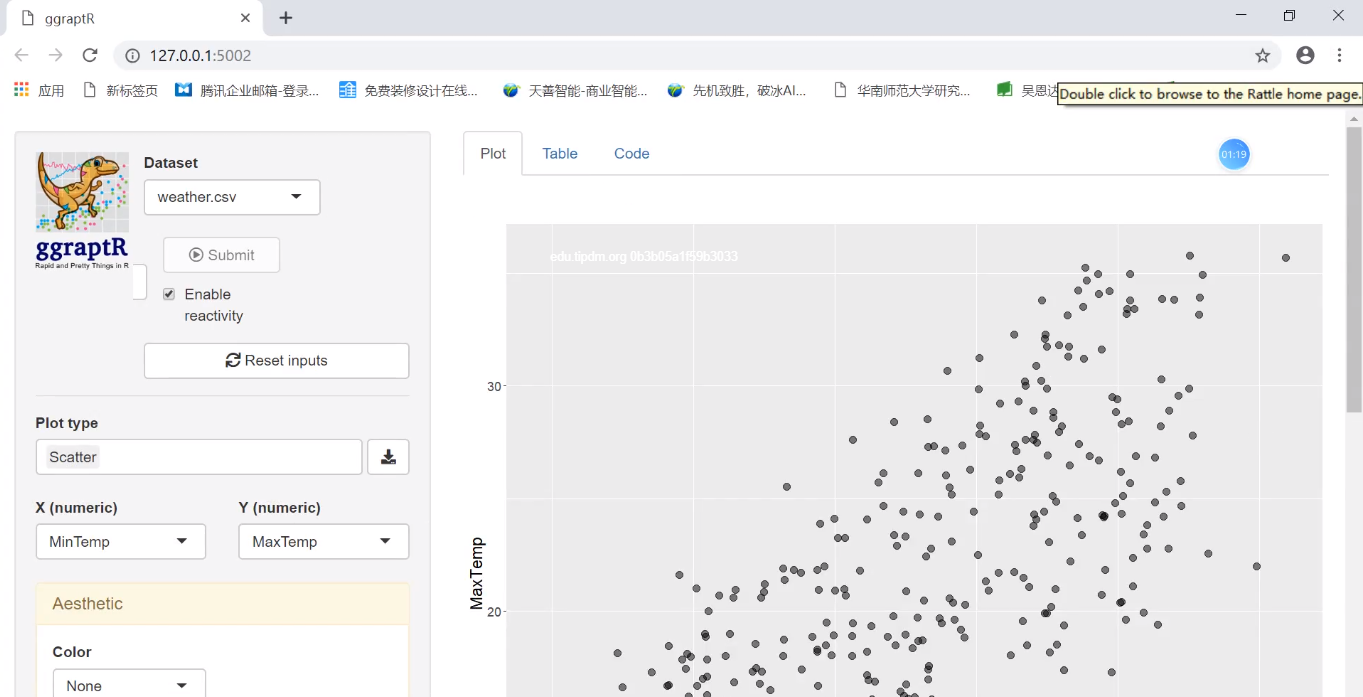 ggraptR
127.0.0.1:5002
应用
新标签页
腾讯企业邮箱-登录...
免费装修设计在线...
天善智能-商业智能...
先机致胜，破冰AI...
华南师范大学研究...
吴恩达
Double click to browse to the Rattle home page.
Dataset
weather.csv
ggraptR
Rapid and Pretty Things in R
Submit
Enable
reactivity
Reset inputs
Plot type
Scatter
X (numeric)
Y (numeric)
MinTemp
MaxTemp
Aesthetic
Color
None
Plot
Table
Code
01:19
edu.tipdm.org 0b3b05a1f59b3033
30
MaxTemp
20